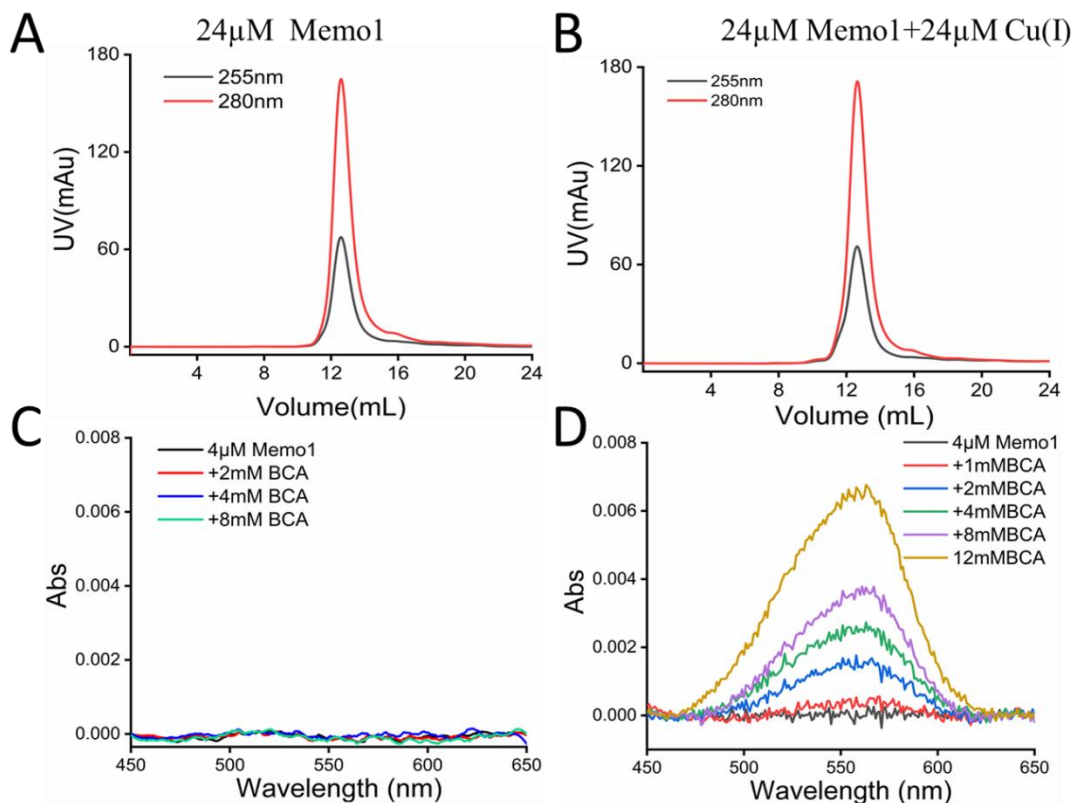 A
24µM Memo1
180
120
60
0
UV(mAu)
255nm
280nm
4
8
12
16
20
24
Volume(mL)
B
24µM Memo1+24µM Cu(I)
180
120
60
0
UV(mAu)
255nm
280nm
4
8
12
16
20
24
Volume (mL)
C
0.008
0.006
0.004
0.002
0.000
Abs
4µM Memo1
+2mM BCA
+4mM BCA
+8mM BCA
450
500
550
600
650
Wavelength (nm)
D
0.008
0.006
0.004
0.002
0.000
Abs
4µM Memo1
+1mMBCA
+2mMBCA
+4mMBCA
+8mMBCA
12mMBCA
450
500
550
600
650
Wavelength (nm)